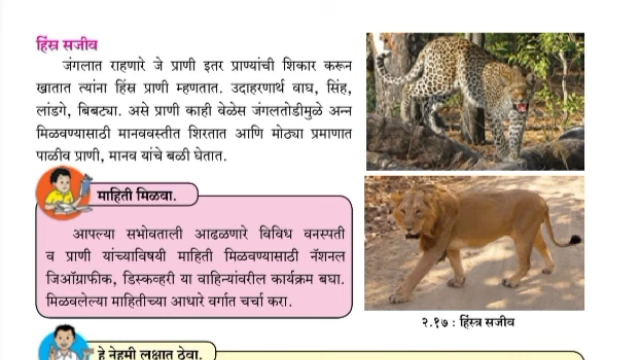 हिंस्र सजीव
जंगलात राहणारे जे प्राणी इतर प्राण्यांची शिकार करून
खातात त्यांना हिंस्र प्राणी म्हणतात. उदाहरणार्थ वाघ, सिंह,
लांडगे, बिबट्या. असे प्राणी काही वेळेस जंगलतोडीमुळे अन्न
मिळवण्यासाठी मानववस्तीत शिरतात आणि मोठ्या प्रमाणात
पाळीव प्राणी, मानव यांचे बळी घेतात.
माहिती मिळवा.
आपल्या सभोवताली आढळणारे विविध वनस्पती
व प्राणी यांच्याविषयी माहिती मिळवण्यासाठी नॅशनल
जिऑग्राफीक, डिस्कव्हरी या वाहिन्यांवरील कार्यक्रम बघा.
मिळवलेल्या माहितीच्या आधारे वर्गात चर्चा करा.
२.१७ : हिंस्त्र सजीव
हे नेहमी लक्षात ठेवा.